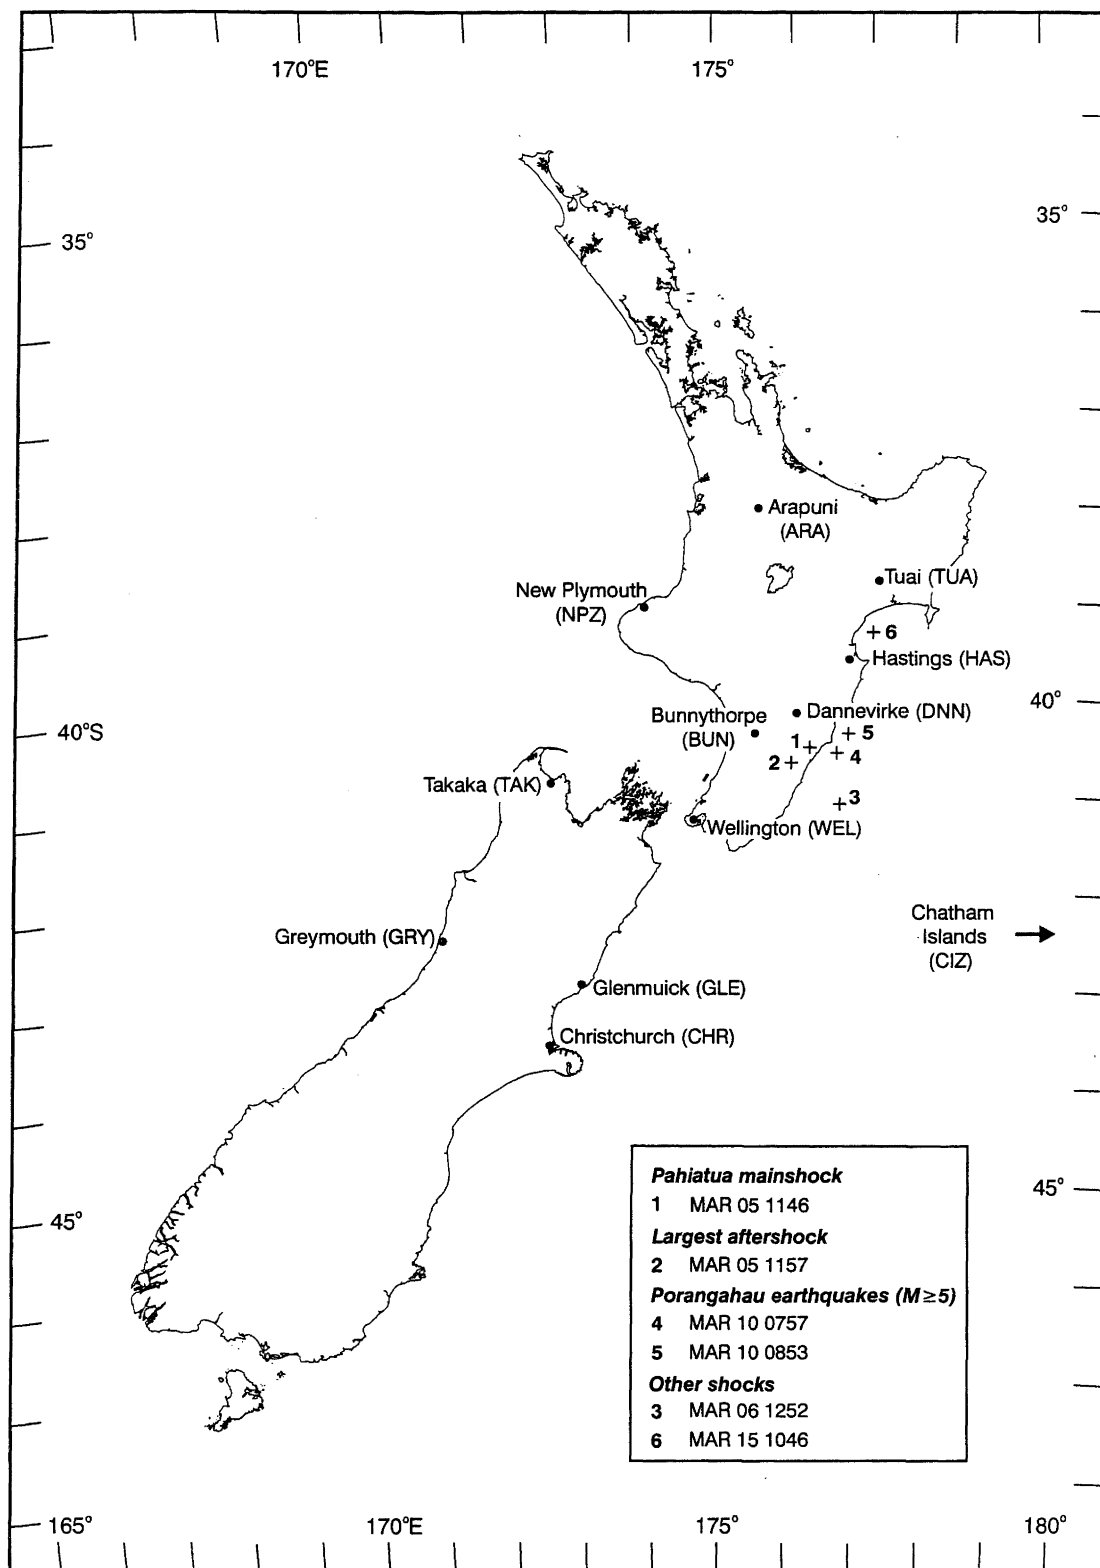 170°E 175°
35° 35°
Arapuni
(ARA)
Tuai (TUA)
New Plymouth
(NPZ)
6
Hastings (HAS)
40°
Dannevirke (DNN)
Bunnythorpe
(BUN)
40°S
5
1
4
2
Takaka (TAK)
3
Wellington (WEL)
Chatham
Islands
(CIZ)
Greymouth (GRY)
Glenmuick (GLE)
Christchurch (CHR)
Pahiatua mainshock
1 MAR 05 1146
Largest aftershock
2 MAR 05 1157
Porangahau earthquakes (M≥5)
4 MAR 10 0757
5 MAR 10 0853
Other shocks
3 MAR 06 1252
6 MAR 15 1046
45° 45°
165° 170°E 175° 180°